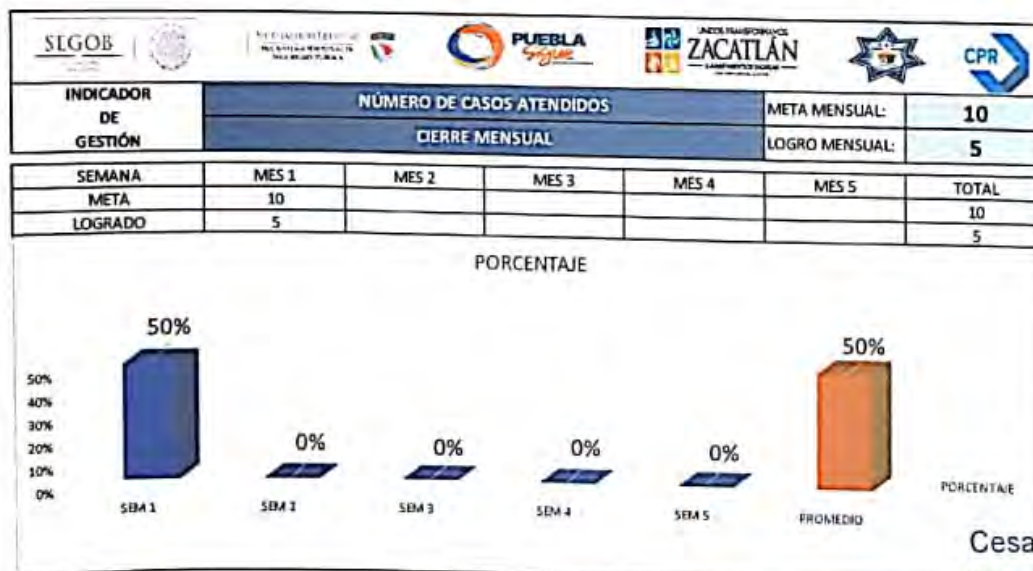 SEGOB
PUEBLA
Sigue
ZACATLÁN
CPR
INDICADOR
DE
GESTIÓN
NÚMERO DE CASOS ATENDIDOS
CIERRE MENSUAL
META MENSUAL: 10
LOGRO MENSUAL: 5
SEMANA MES 1 MES 2 MES 3 MES 4 MES 5 TOTAL
META 10 10
LOGRADO 5 5
PORCENTAJE
50% 0% 0% 0% 0% 50%
50%
40%
30%
20%
10%
0%
SEM 1 SEM 2 SEM 3 SEM 4 SEM 5 PROMEDIO
PORCENTAJE
Cesa